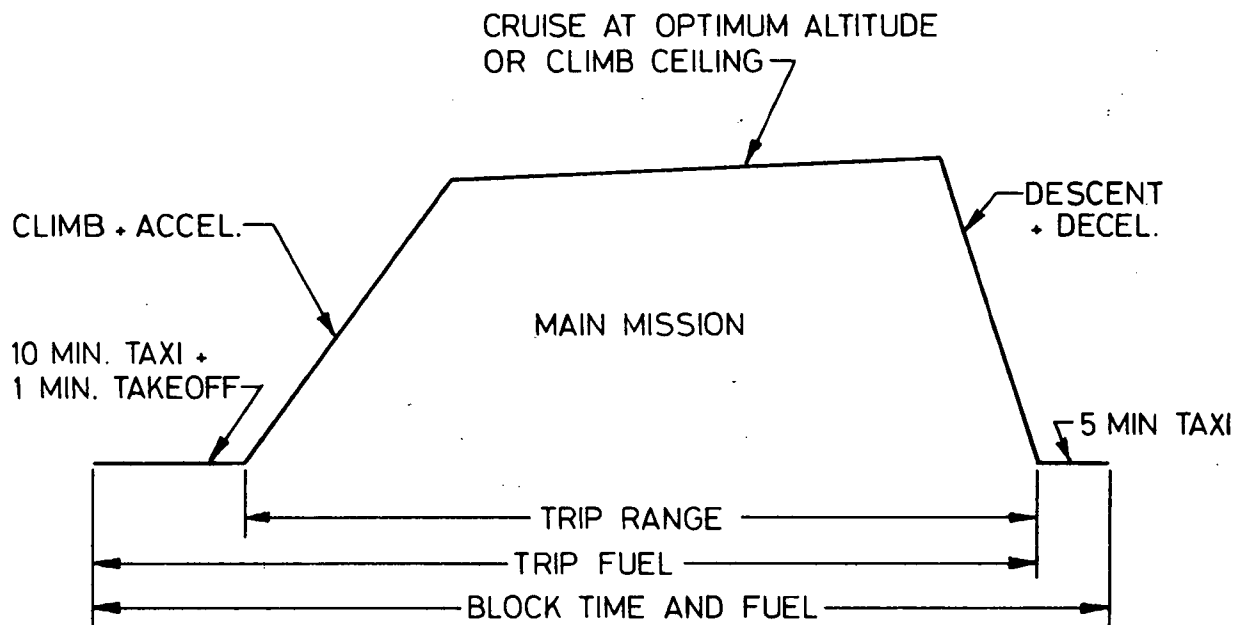 CRUISE AT OPTIMUM ALTITUDE
OR CLIMB CEILING
CLIMB + ACCEL.
DESCENT
+ DECEL.
MAIN MISSION
10 MIN. TAXI +
1 MIN. TAKEOFF
5 MIN TAXI
TRIP RANGE
TRIP FUEL
BLOCK TIME AND FUEL